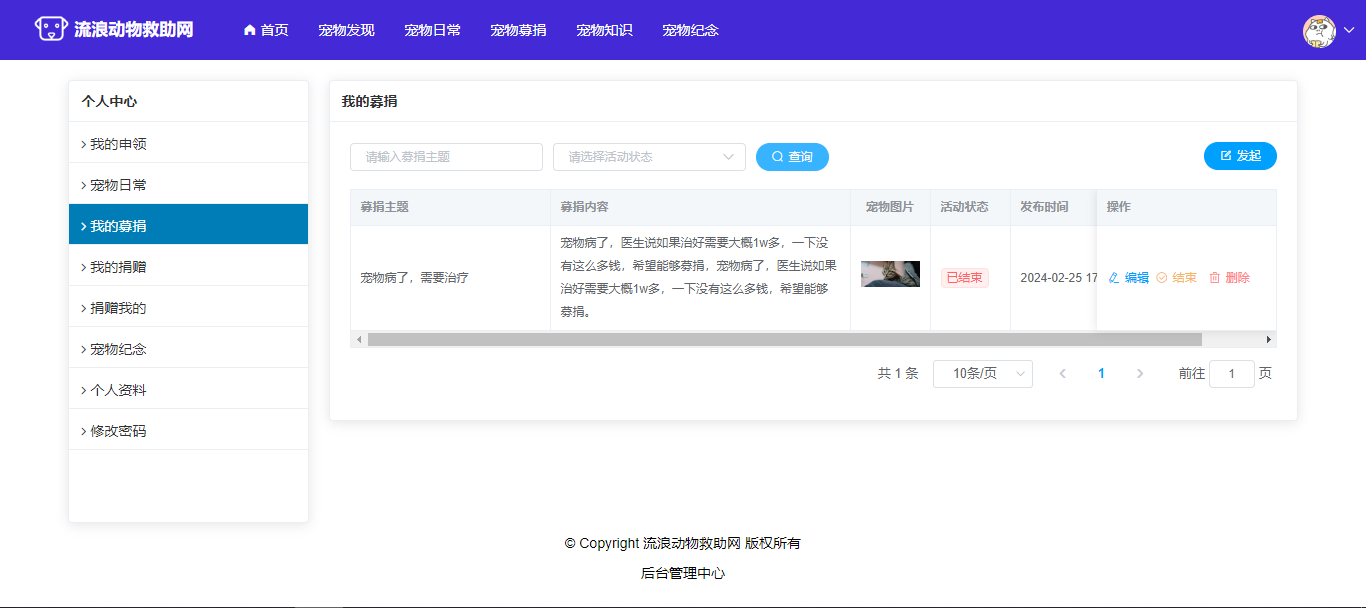 流浪动物救助网
首页 宠物发现 宠物日常 宠物募捐 宠物知识 宠物纪念
个人中心
我的申领
宠物日常
我的募捐
我的捐赠
捐赠我的
宠物纪念
个人资料
修改密码
我的募捐
请输入募捐主题 请选择活动状态 查询 发起
募捐主题 募捐内容 宠物图片 活动状态 发布时间 操作
宠物病了，需要治疗
宠物病了，医生说如果治好需要大概1w多，一下没
有这么多钱，希望能够募捐，宠物病了，医生说如果
治好需要大概1w多，一下没有这么多钱，希望能够
募捐。
已结束
2024-02-25 17
编辑 结束 删除
共 1 条 10条/页 1 前往 1 页
© Copyright 流浪动物救助网 版权所有
后台管理中心